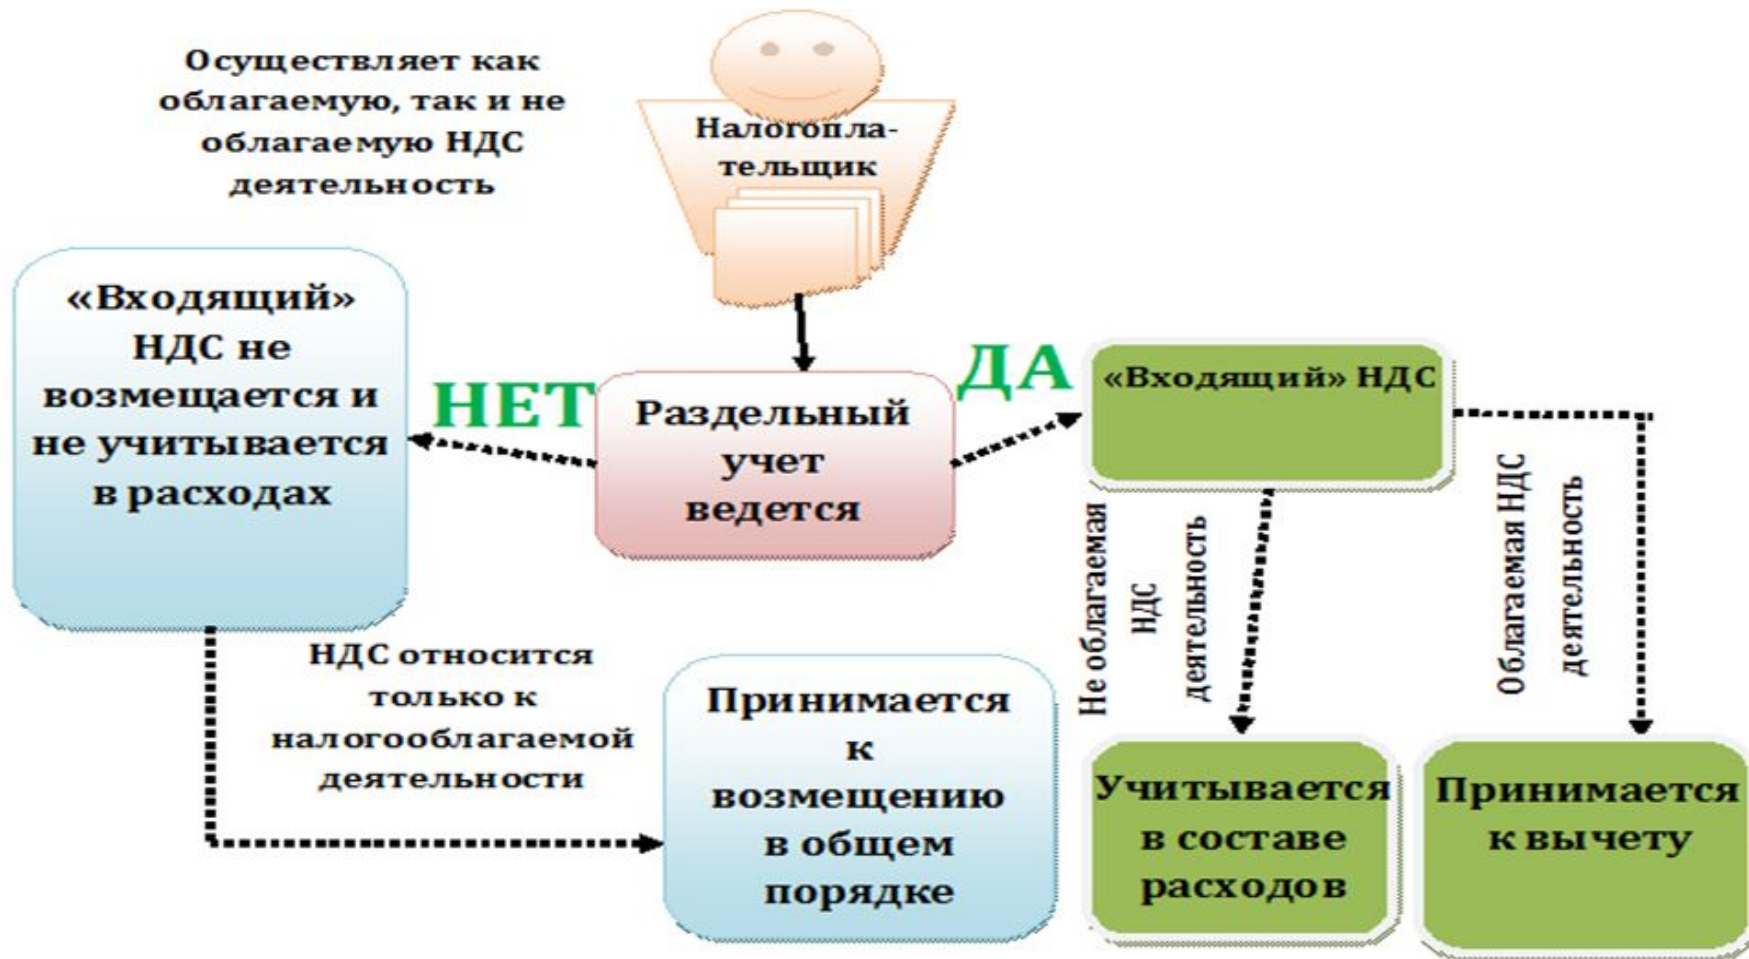 Осуществляет как
облагаемую, так и не
облагаемую НДС
деятельность
Налогопла-
тельщик
«Входящий»
НДС не
возмещается и
не учитывается
в расходах
НЕТ
Раздельный
учет
ведется
ДА
«Входящий» НДС
Не облагаемая
НДС
деятельность
Облагаемая НДС
деятельность
НДС относится
только к
налогооблагаемой
деятельности
Принимается
к
возмещению
в общем
порядке
Учитывается
в составе
расходов
Принимается
к вычету